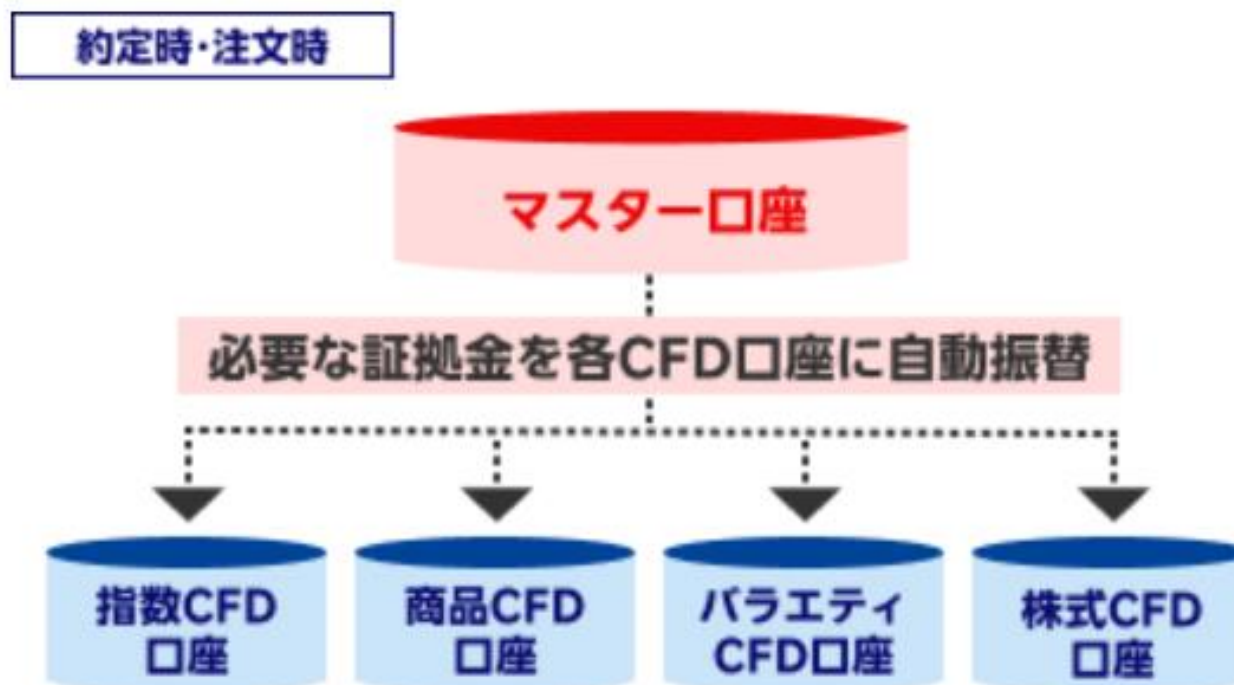 約定時・注文時
マスター口座
必要な証拠金を各CFD口座に自動振替
指数CFD
口座
商品CFD
口座
バラエティ
CFD口座
株式CFD
口座